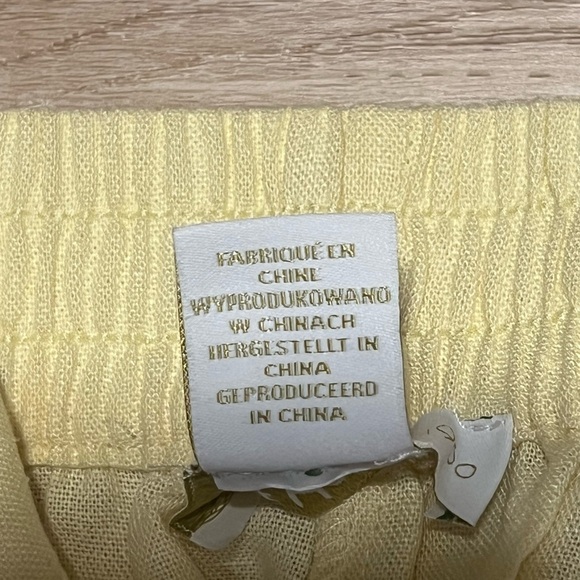 FABRIQUÉ EN
CHINE
WYPRODUKOWANO
W CHINACH
HERGESTELLT IN
CHINA
GEPRODUCEERD
IN CHINA